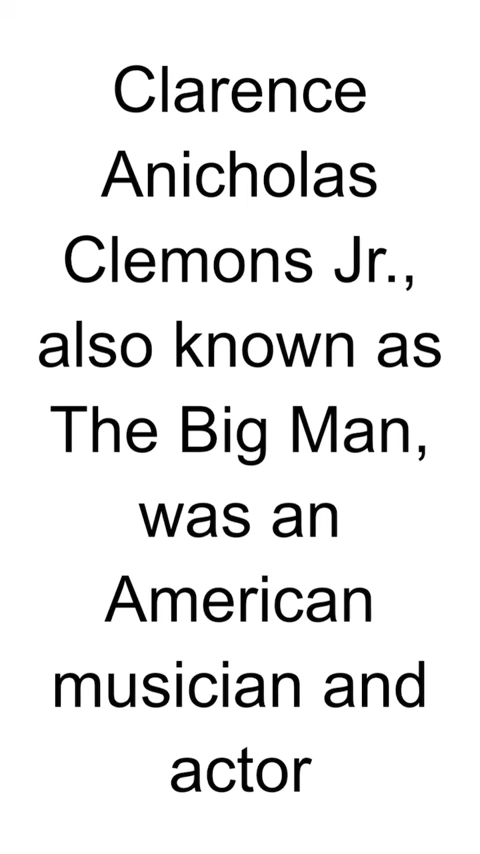 Clarence
Anicholas
Clemons Jr.,
also known as
The Big Man,
was an
American
musician and
actor